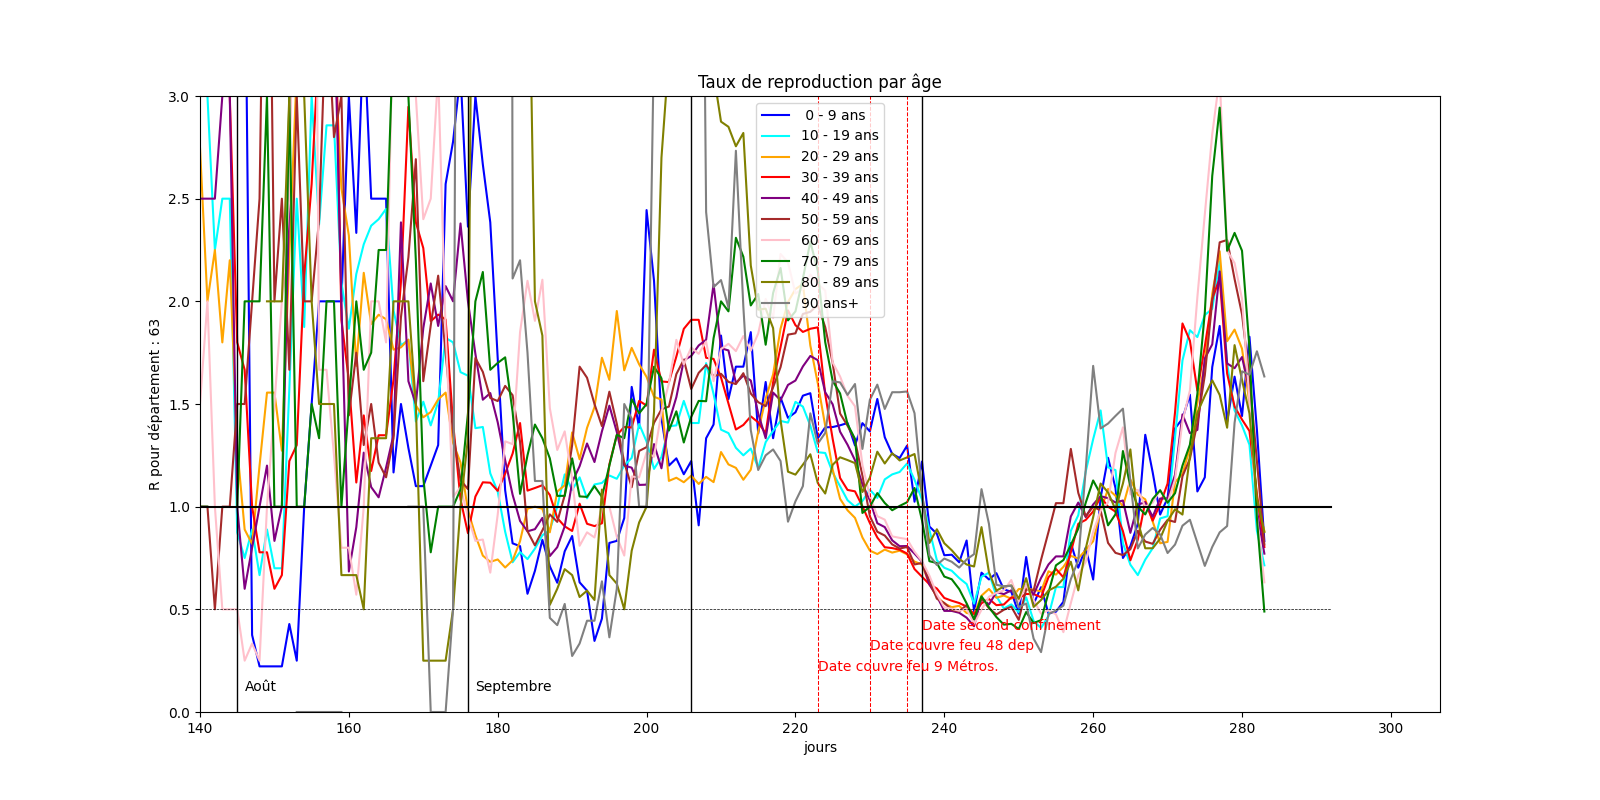 Taux de reproduction par âge
R pour département : 63
3.0
2.5
2.0
1.5
1.0
0.5
0.0
0 - 9 ans
10 - 19 ans
20 - 29 ans
30 - 39 ans
40 - 49 ans
50 - 59 ans
60 - 69 ans
70 - 79 ans
80 - 89 ans
90 ans+
Date second confinement
Date couvre feu 48 dep
Date couvre feu 9 Métros.
Août
Septembre
140
160
180
200
220
240
260
280
300
jours